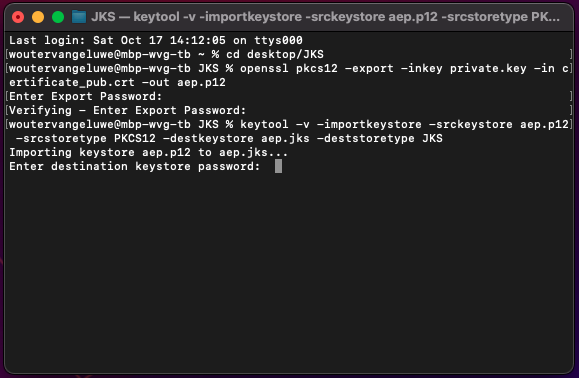 JKS — keytool -v -importkeystore -srckeystore aep.p12 -srcstoretype PK...
Last login: Sat Oct 17 14:12:05 on ttys000
[woutervangeluwe@mbp-wvg-tb ~ % cd desktop/JKS ]
[woutervangeluwe@mbp-wvg-tb JKS % openssl pkcs12 -export -inkey private.key -in c]
ertificate_pub.crt -out aep.p12
[Enter Export Password: ]
[Verifying - Enter Export Password: ]
[woutervangeluwe@mbp-wvg-tb JKS % keytool -v -importkeystore -srckeystore aep.p12]
-srcstoretype PKCS12 -destkeystore aep.jks -deststoretype JKS
Importing keystore aep.p12 to aep.jks...
Enter destination keystore password: